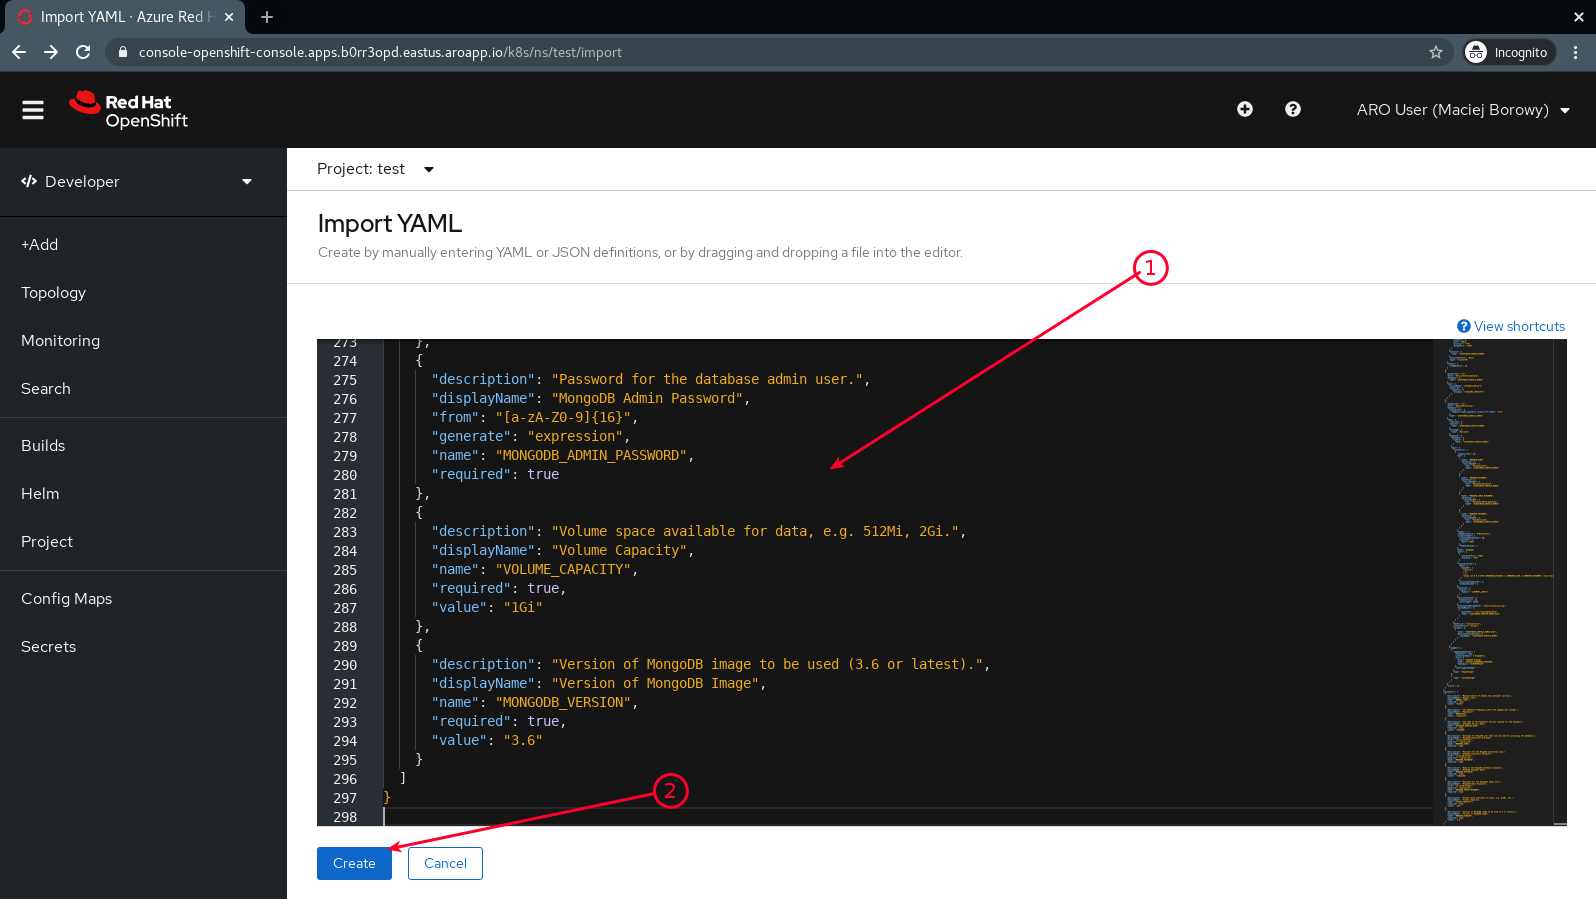 Import YAML · Azure Red H
console-openshift-console.apps.b0rr3opd.eastus.aroapp.io/k8s/ns/test/import
Incognito
Red Hat
OpenShift
ARO User (Maciej Borowy)
Developer
+Add
Topology
Monitoring
Search
Builds
Helm
Project
Config Maps
Secrets
Project: test
Import YAML
Create by manually entering YAML or JSON definitions, or by dragging and dropping a file into the editor.
1
View shortcuts
273 },
274 {
275 "description": "Password for the database admin user.",
276 "displayName": "MongoDB Admin Password",
277 "from": "[a-zA-Z0-9]{16}",
278 "generate": "expression",
279 "name": "MONGODB_ADMIN_PASSWORD",
280 "required": true
281 },
282 {
283 "description": "Volume space available for data, e.g. 512Mi, 2Gi.",
284 "displayName": "Volume Capacity",
285 "name": "VOLUME_CAPACITY",
286 "required": true,
287 "value": "1Gi"
288 },
289 {
290 "description": "Version of MongoDB image to be used (3.6 or latest).",
291 "displayName": "Version of MongoDB Image",
292 "name": "MONGODB_VERSION",
293 "required": true,
294 "value": "3.6"
295 }
296 ]
297 }
298
2
Create
Cancel